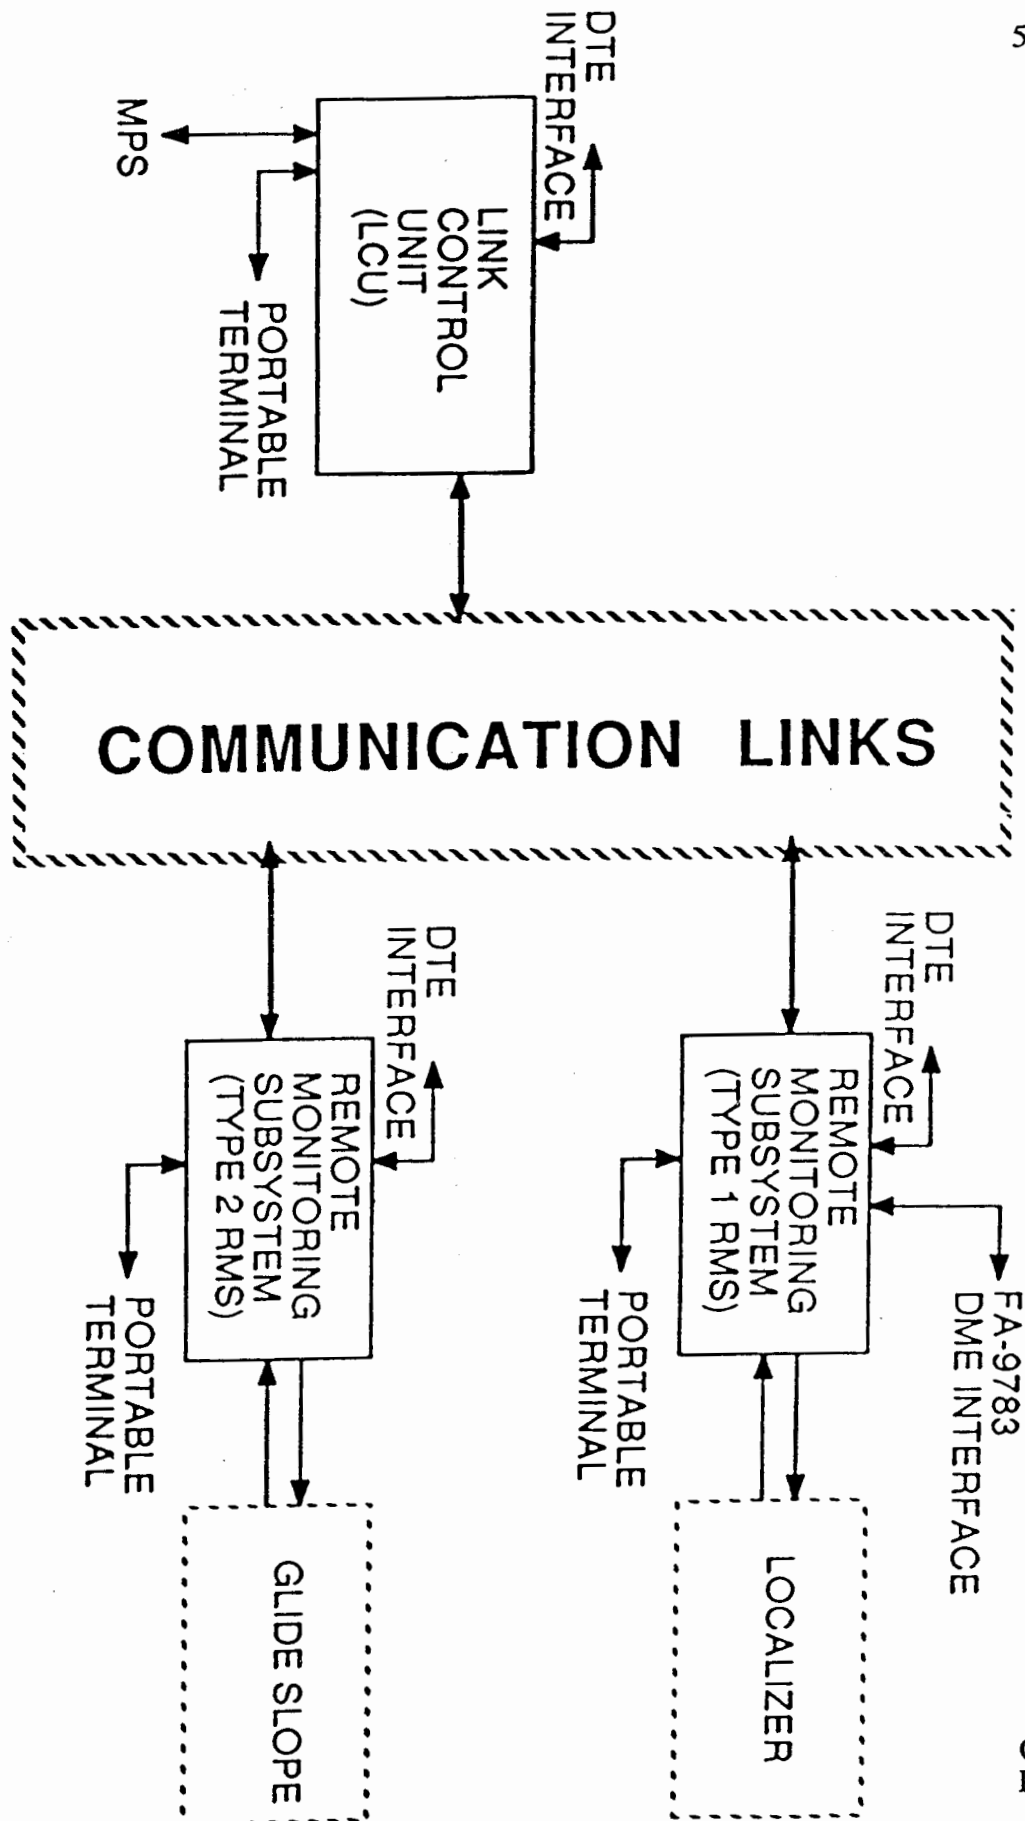 DTE
INTERFACE
LINK
CONTROL
UNIT
(LCU)
MPS
PORTABLE
TERMINAL
COMMUNICATION LINKS
DTE
INTERFACE
FA-9783
DME INTERFACE
REMOTE
MONITORING
SUBSYSTEM
(TYPE 1 RMS)
PORTABLE
TERMINAL
LOCALIZER
DTE
INTERFACE
REMOTE
MONITORING
SUBSYSTEM
(TYPE 2 RMS)
PORTABLE
TERMINAL
GLIDE SLOPE
5